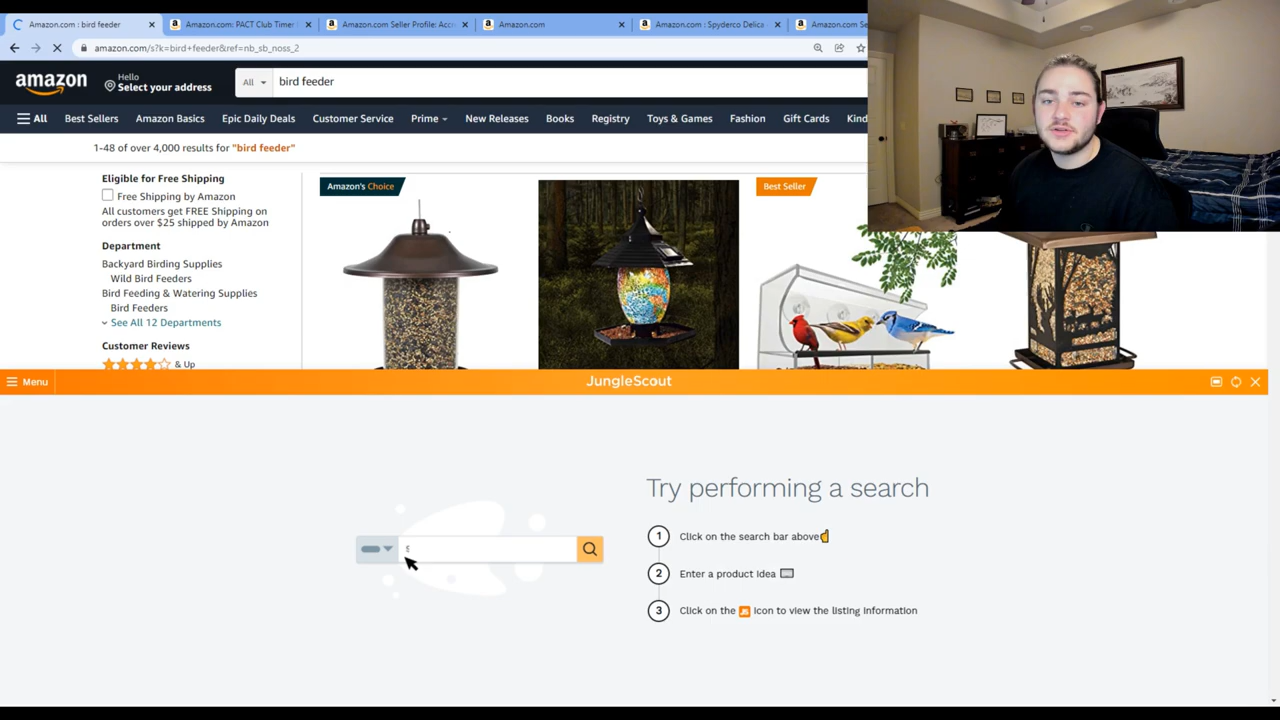 Amazon.com : bird feeder
Amazon.com: PACT Club Timer
Amazon.com Seller Profile: Acc
Amazon.com
Amazon.com : Spyderco Delica
Amazon.com Se
amazon.com/s?k=bird+feeder&ref=nb_sb_noss_2
amazon
Hello
Select your address
All
bird feeder
All
Best Sellers
Amazon Basics
Epic Daily Deals
Customer Service
Prime
New Releases
Books
Registry
Toys & Games
Fashion
Gift Cards
Kind
1-48 of over 4,000 results for "bird feeder"
Eligible for Free Shipping
Free Shipping by Amazon
All customers get FREE Shipping on
orders over $25 shipped by Amazon
Department
Backyard Birding Supplies
Wild Bird Feeders
Bird Feeding & Watering Supplies
Bird Feeders
See All 12 Departments
Customer Reviews
& Up
Amazon's Choice
Best Seller
Menu
JungleScout
Try performing a search
1 Click on the search bar above
2 Enter a product idea
3 Click on the JS icon to view the listing information